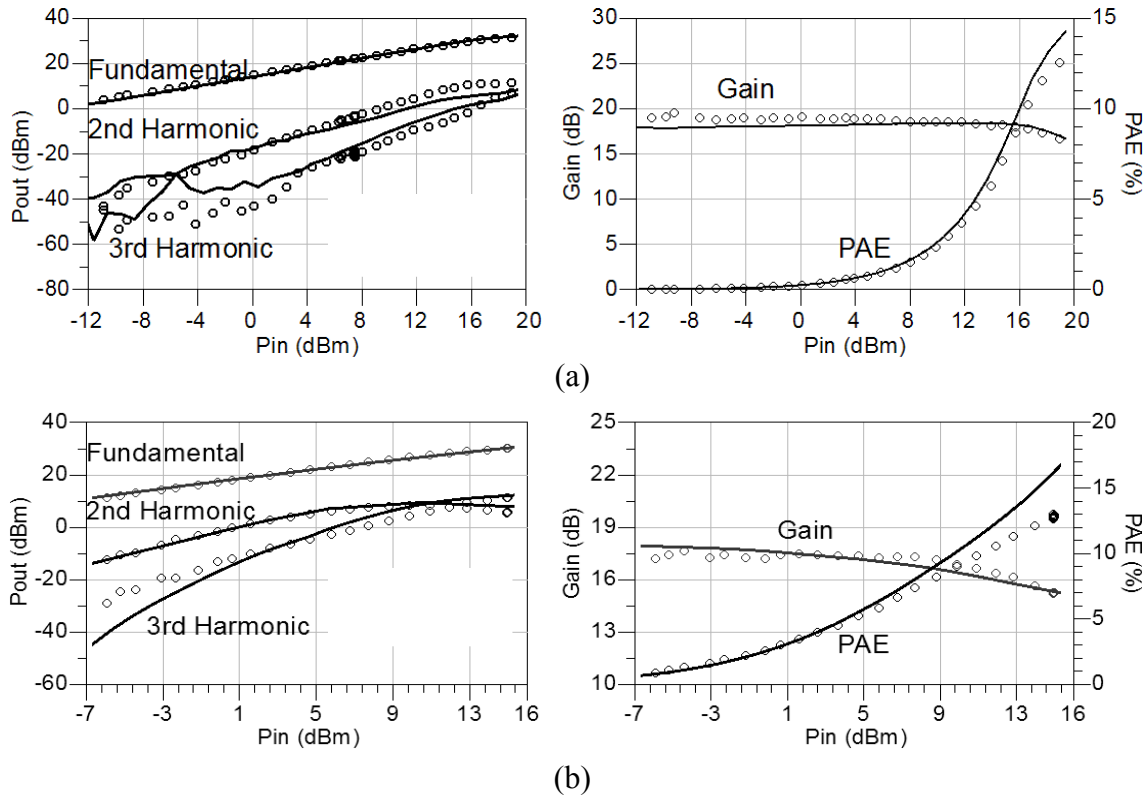 40
20
0
-20
-40
-60
-80
Pout (dBm)
Fundamental
2nd Harmonic
3rd Harmonic
-12 -8 -4 0 4 8 12 16 20
Pin (dBm)
30
25
20
15
10
5
0
Gain (dB)
Gain
PAE
15
10
5
0
PAE (%)
-12 -8 -4 0 4 8 12 16 20
Pin (dBm)
(a)
40
20
0
-20
-40
-60
Pout (dBm)
Fundamental
2nd Harmonic
3rd Harmonic
-7 -3 1 5 9 13 16
Pin (dBm)
25
22
19
16
13
10
Gain (dB)
Gain
PAE
20
15
10
5
0
PAE (%)
-7 -3 1 5 9 13 16
Pin (dBm)
(b)